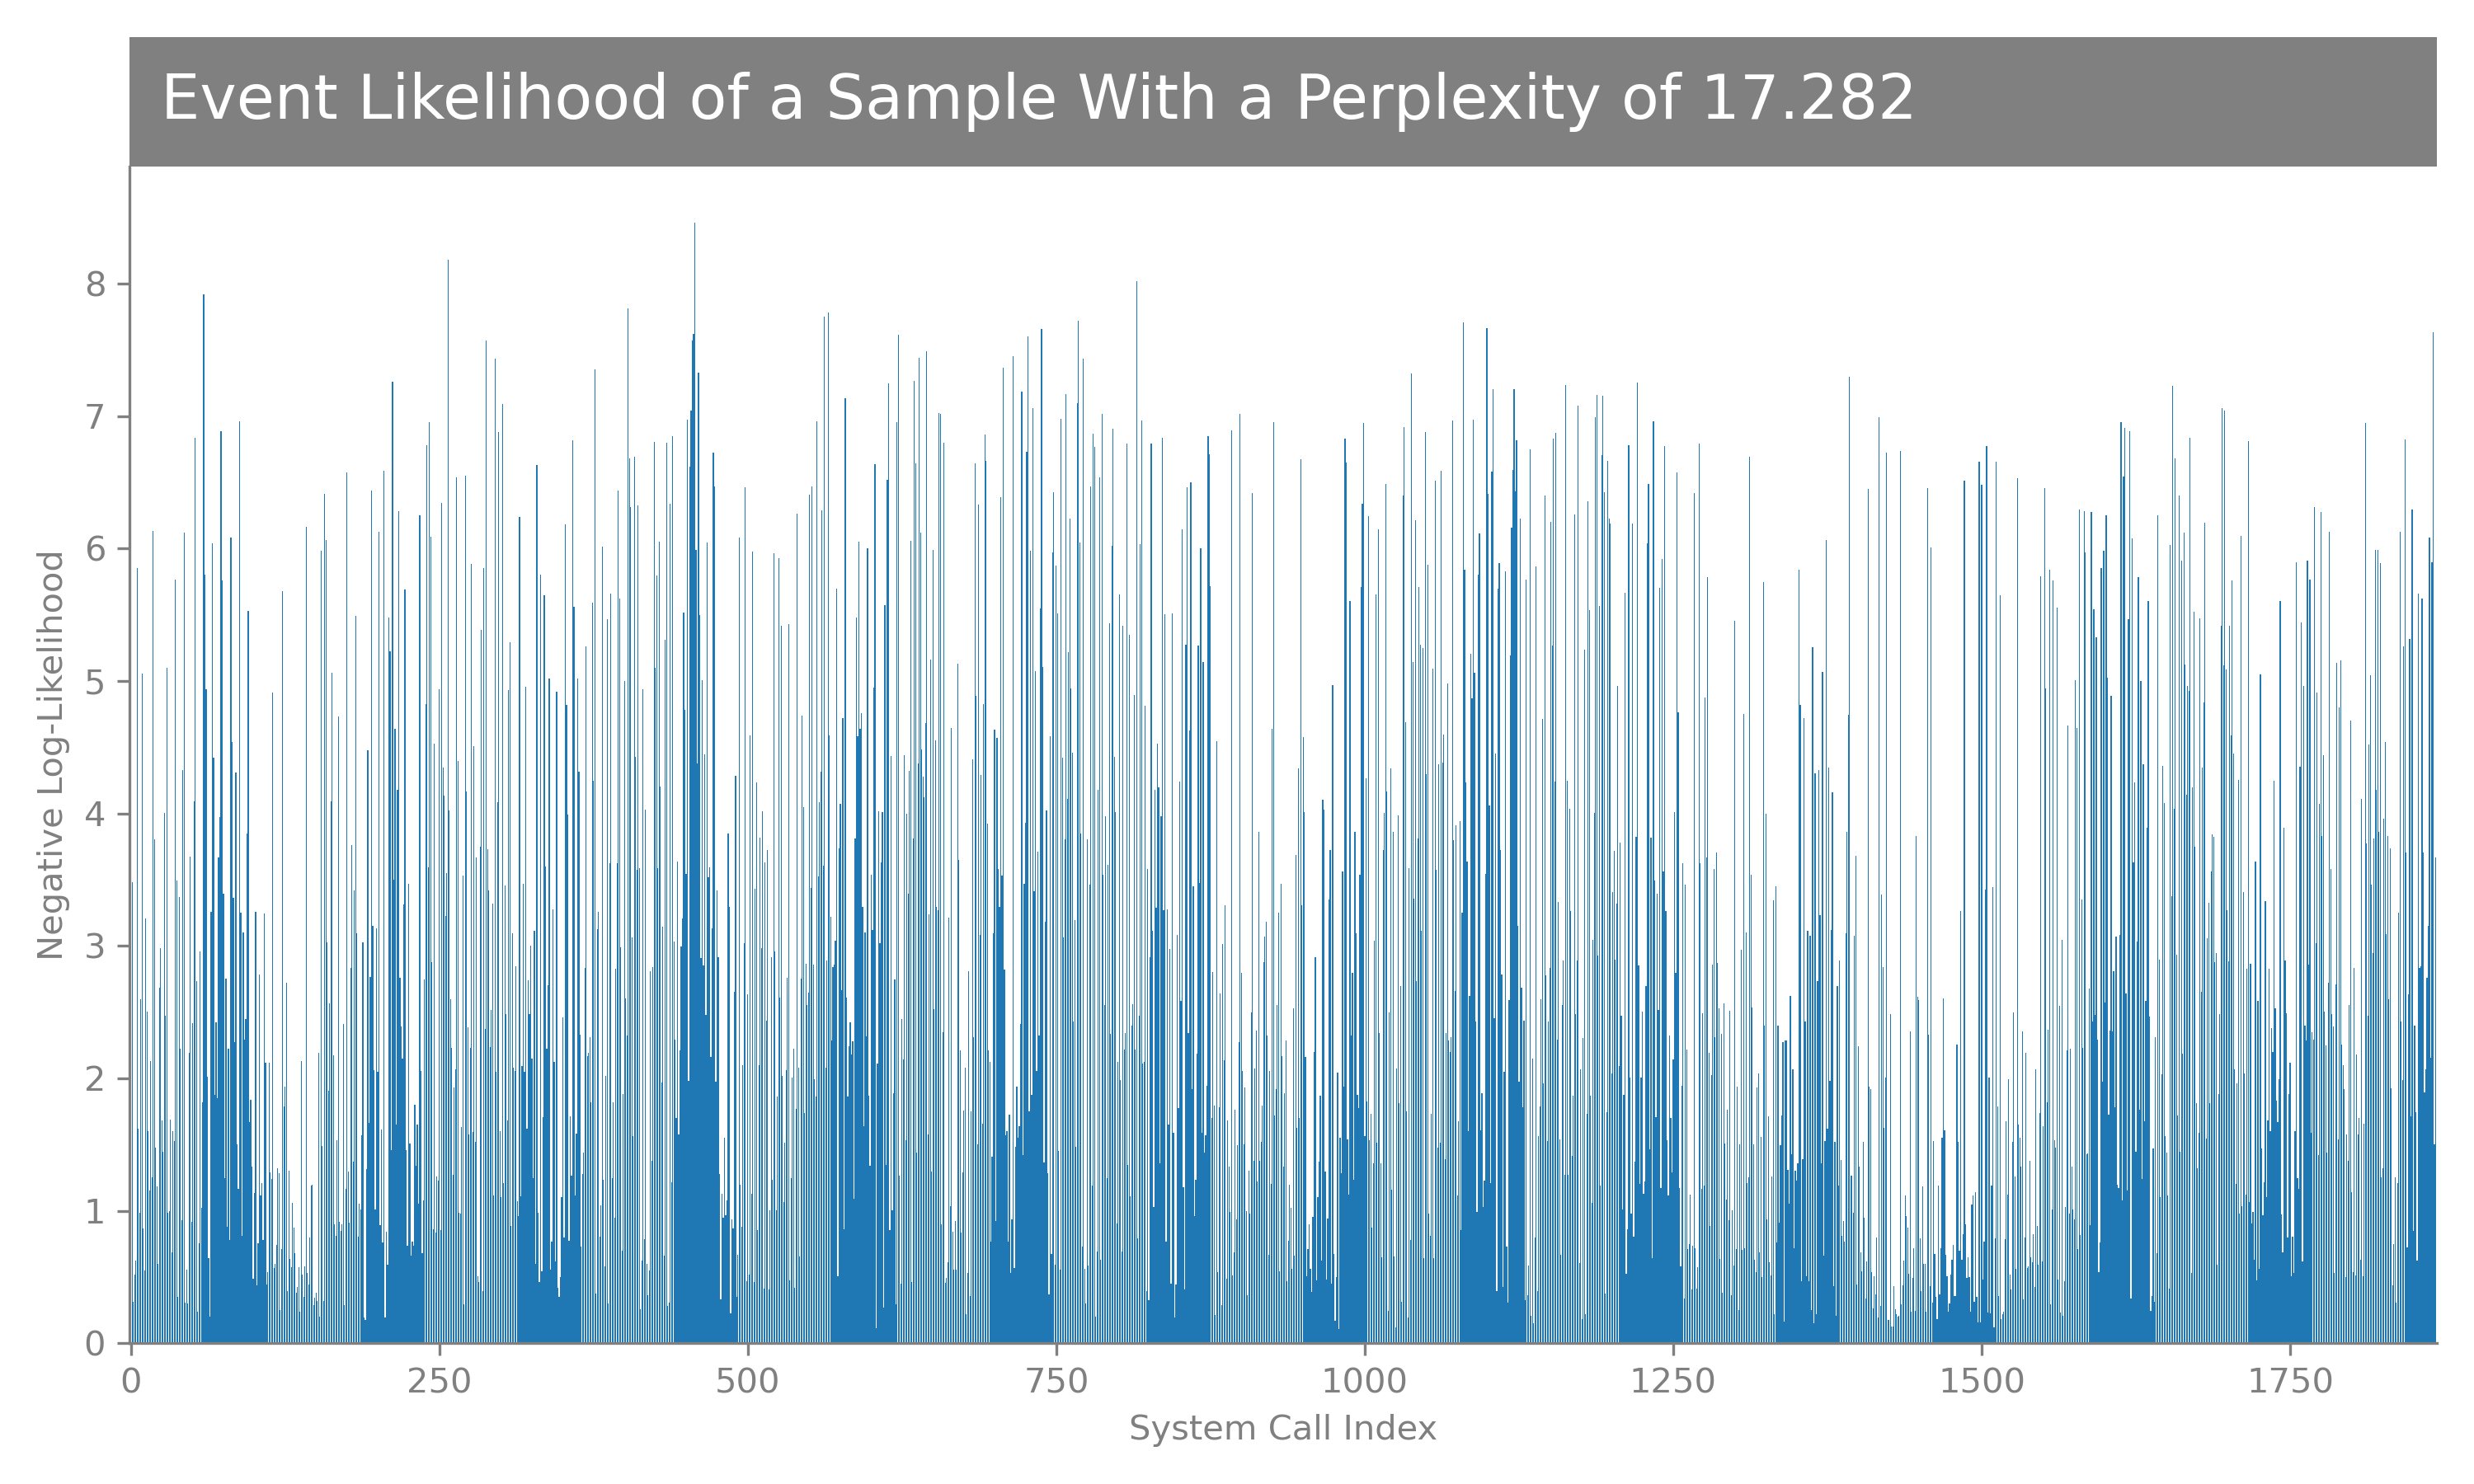 Event Likelihood of a Sample With a Perplexity of 17.282
Negative Log-Likelihood
8
7
6
5
4
3
2
1
0
0 250 500 750 1000 1250 1500 1750
System Call Index